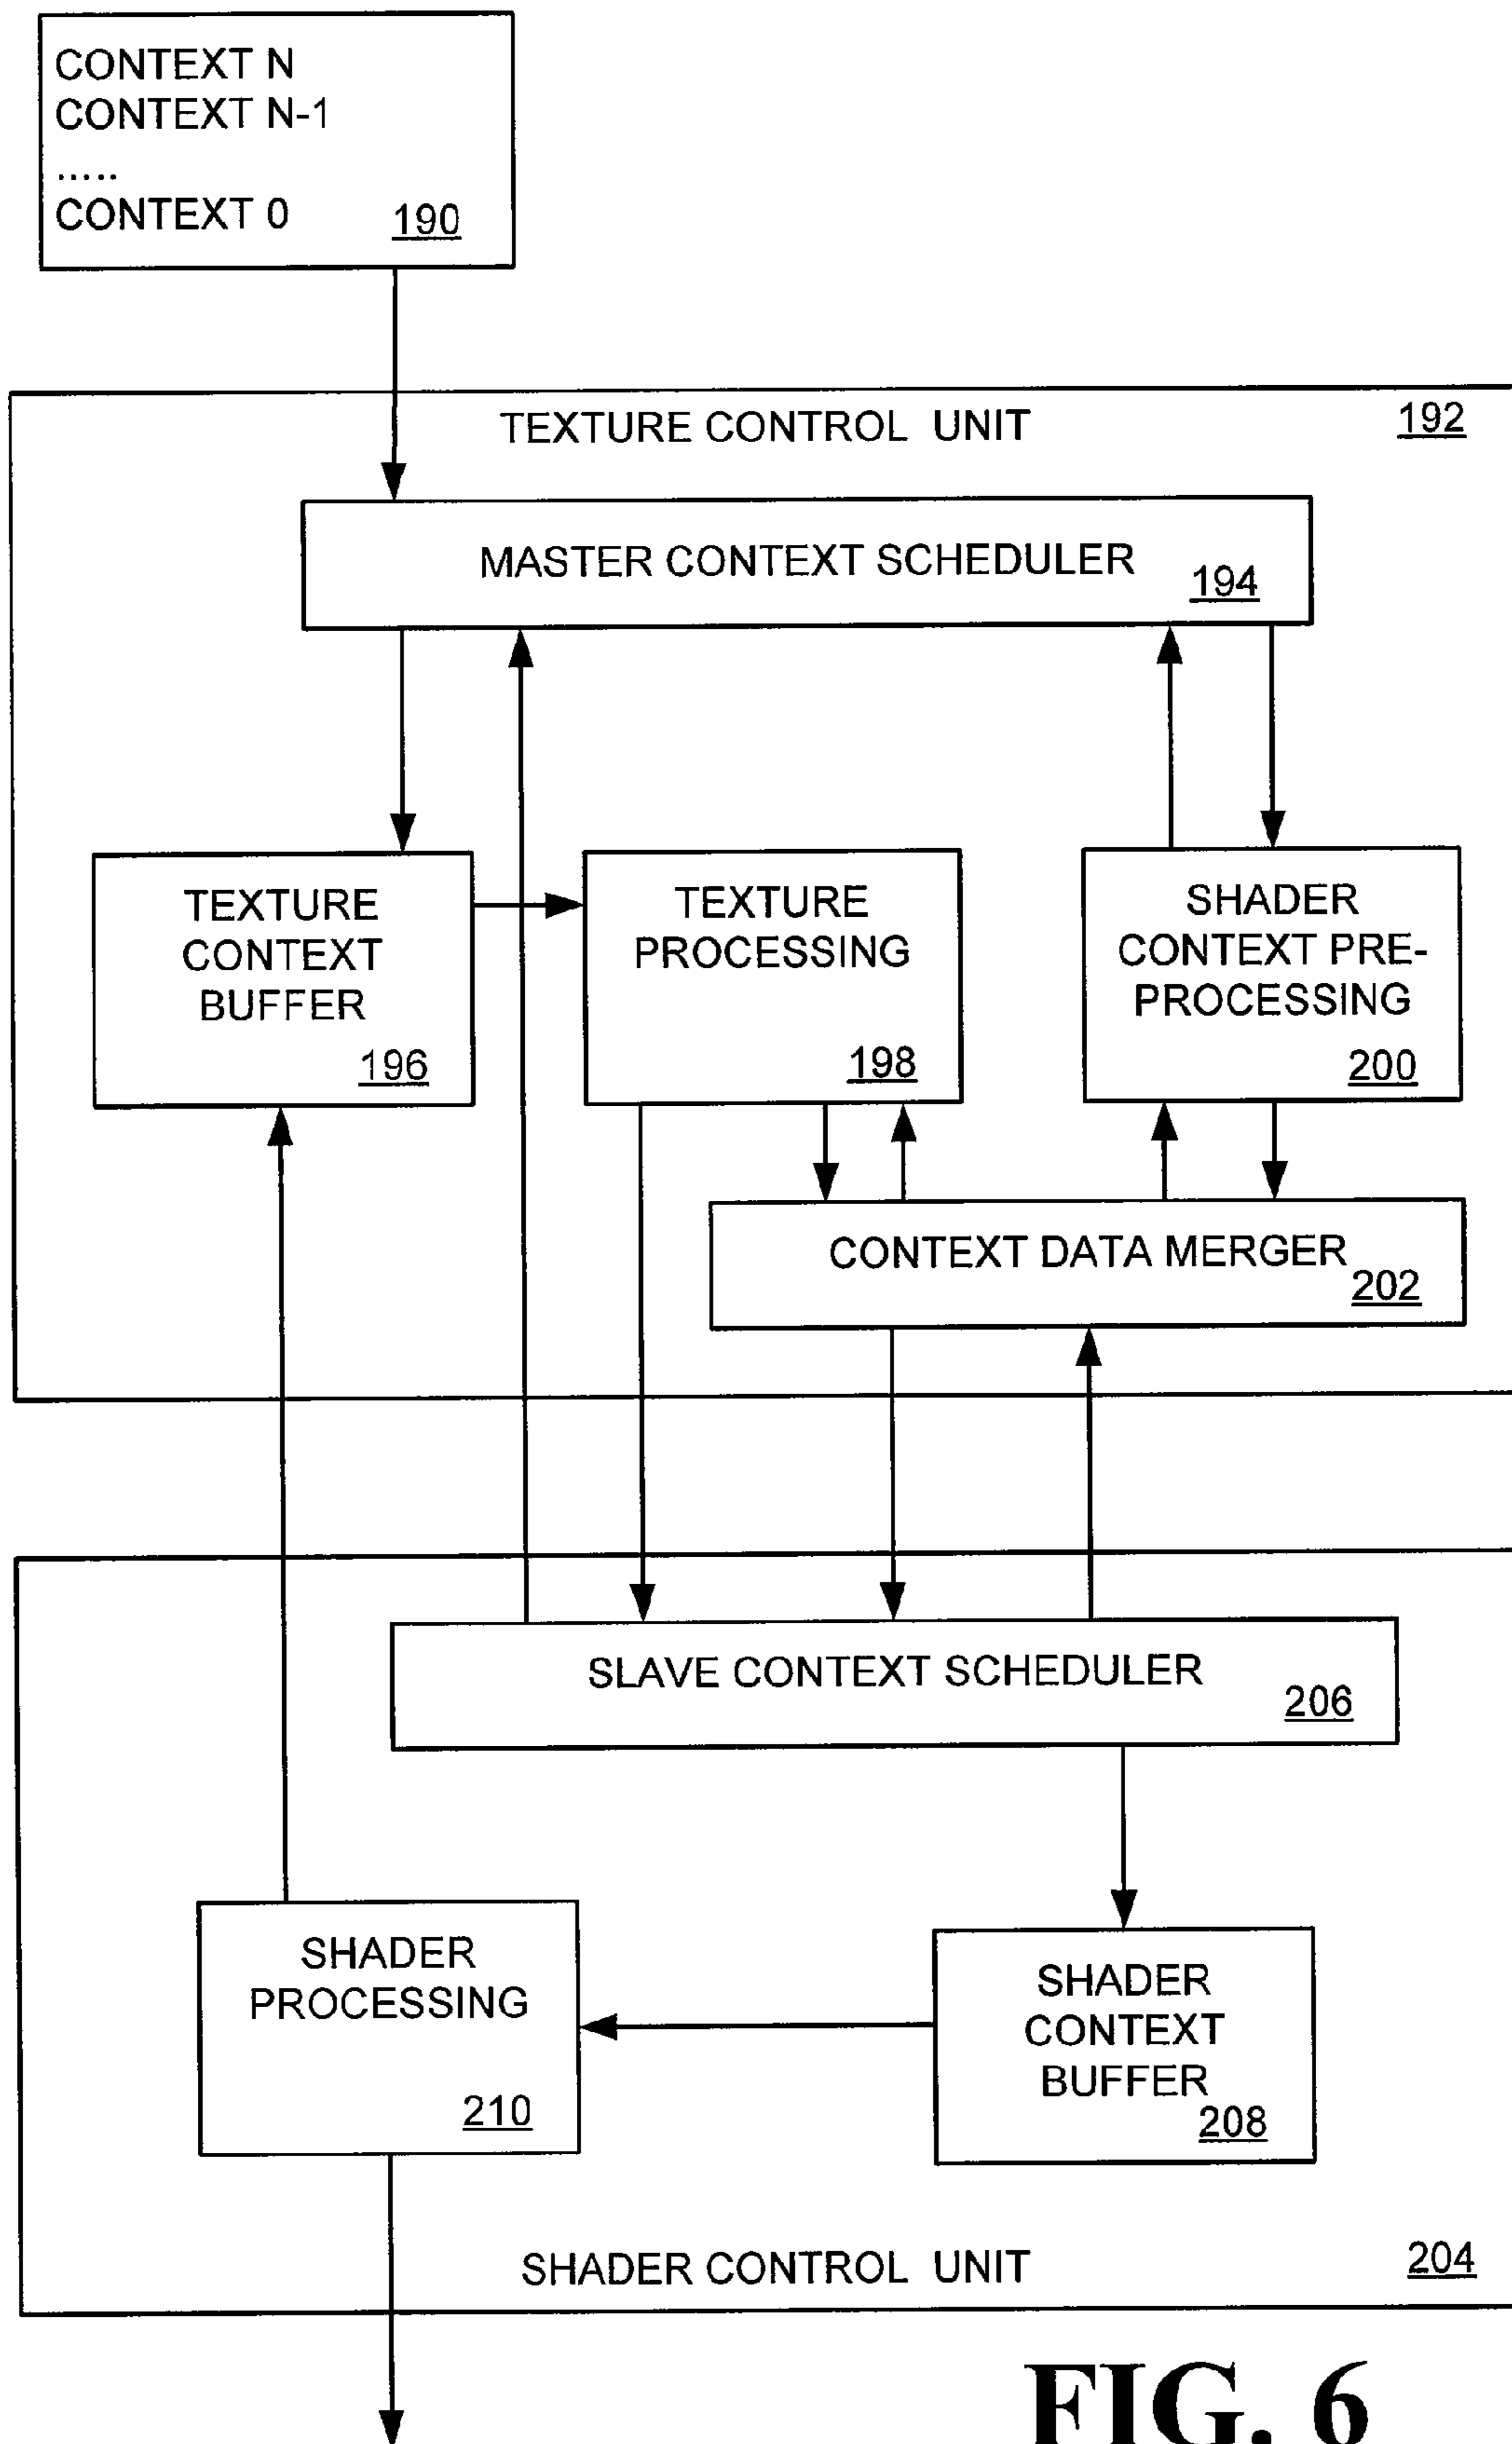 CONTEXT N
CONTEXT N-1
.....
CONTEXT 0
190
TEXTURE CONTROL UNIT
192
MASTER CONTEXT SCHEDULER
194
TEXTURE
CONTEXT
BUFFER
196
TEXTURE
PROCESSING
198
SHADER
CONTEXT PRE-
PROCESSING
200
CONTEXT DATA MERGER
202
SLAVE CONTEXT SCHEDULER
206
SHADER
PROCESSING
210
SHADER
CONTEXT
BUFFER
208
SHADER CONTROL UNIT
204
FIG. 6